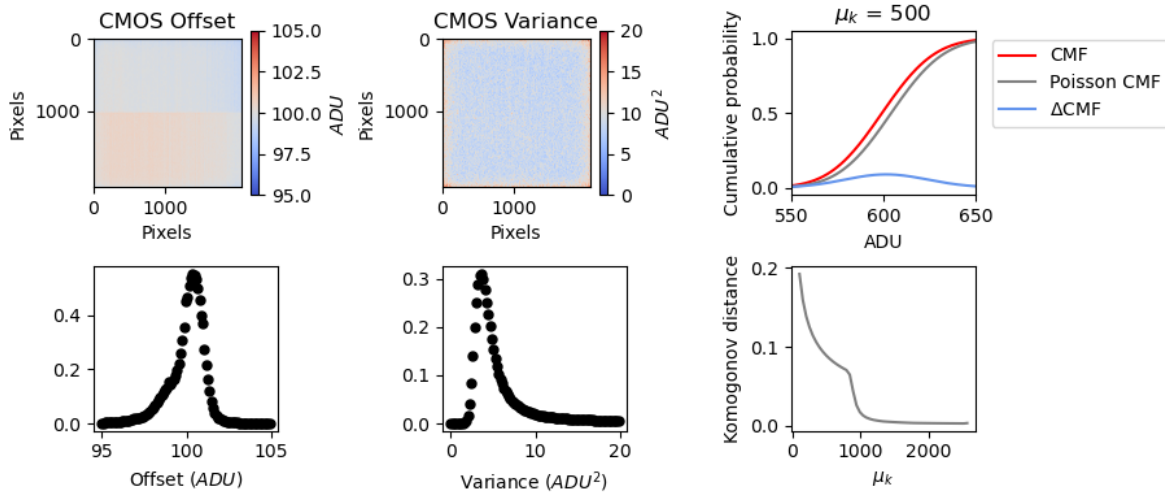 CMOS Offset
0
1000
Pixels
0
1000
Pixels
105.0
102.5
100.0
97.5
95.0
ADU
CMOS Variance
0
1000
Pixels
0
1000
Pixels
20
15
10
5
0
ADU²
μₖ = 500
1.0
0.5
0.0
Cumulative probability
550
600
650
ADU
CMF
Poisson CMF
ΔCMF
0.4
0.2
0.0
95
100
105
Offset (ADU)
0.3
0.2
0.1
0.0
0
10
20
Variance (ADU²)
0.2
0.1
0.0
Komogonov distance
0
1000
2000
μₖ